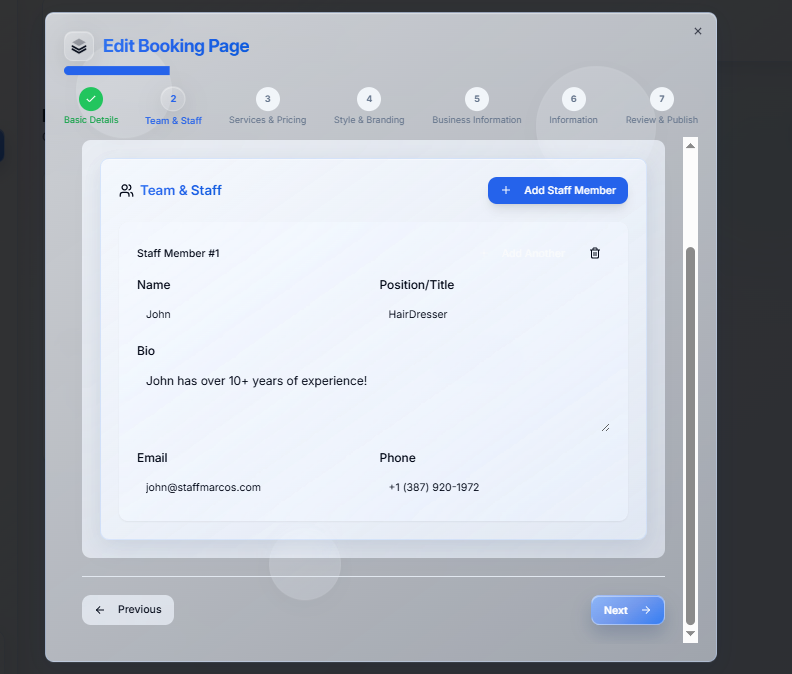 Edit Booking Page
2 3 4 5 6 7
Basic Details Team & Staff Services & Pricing Style & Branding Business Information Information Review & Publish
Team & Staff + Add Staff Member
Staff Member #1 Add Another
Name Position/Title
John HairDresser
Bio
John has over 10+ years of experience!
Email Phone
john@staffmarcos.com +1 (387) 920-1972
Previous Next